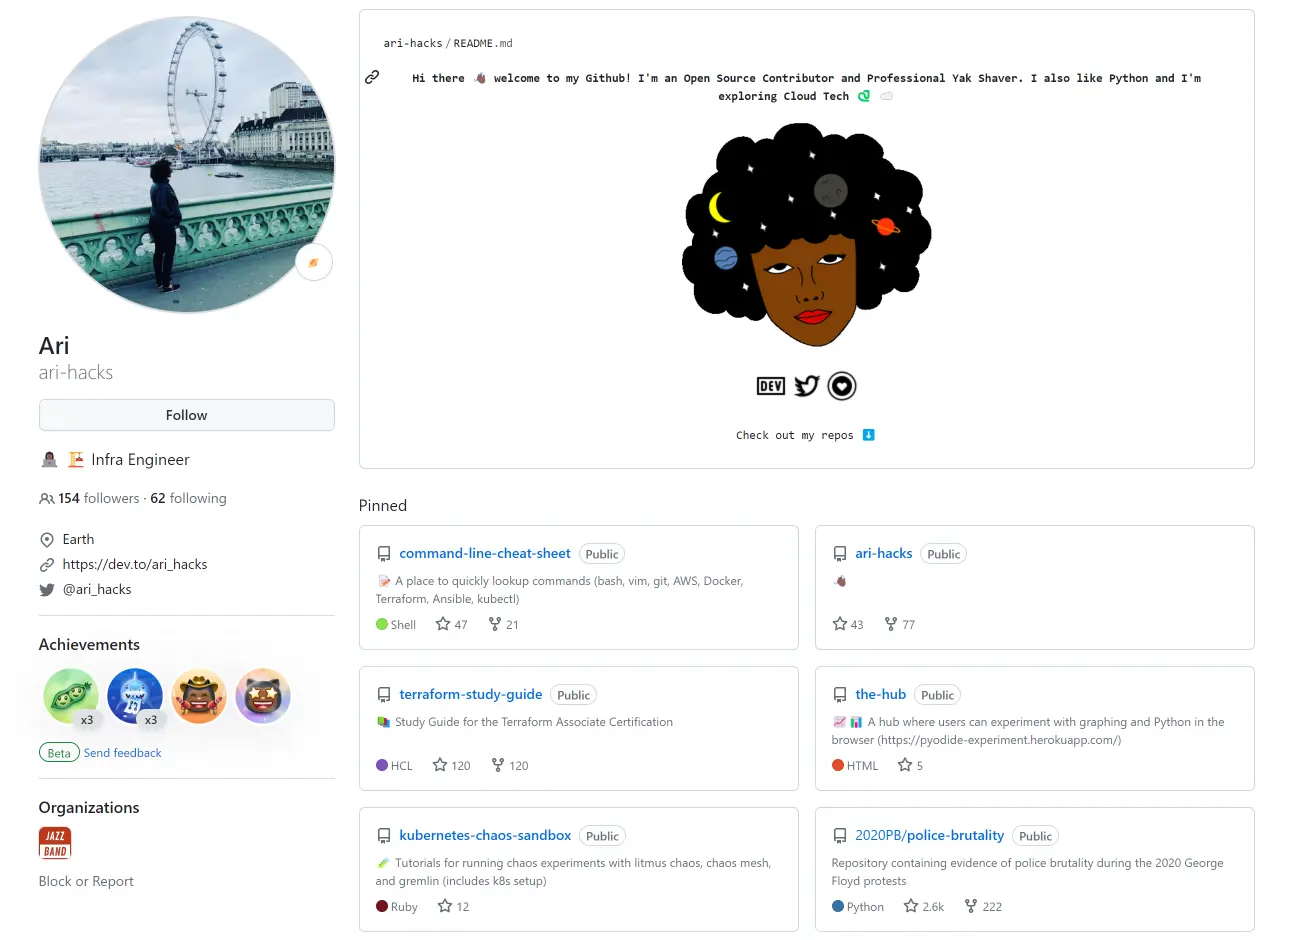 ari-hacks / README.md
Hi there 👋🏿 welcome to my Github! I'm an Open Source Contributor and Professional Yak Shaver. I also like Python and I'm
exploring Cloud Tech
DEV
Check out my repos ⬇️
Ari
ari-hacks
Follow
Infra Engineer
154 followers · 62 following
Earth
https://dev.to/ari_hacks
@ari_hacks
Achievements
x3
x3
Beta Send feedback
Organizations
JAZZ
BAND
Block or Report
Pinned
command-line-cheat-sheet Public
A place to quickly lookup commands (bash, vim, git, AWS, Docker,
Terraform, Ansible, kubectl)
Shell 47 21
ari-hacks Public
43 77
terraform-study-guide Public
Study Guide for the Terraform Associate Certification
HCL 120 120
the-hub Public
A hub where users can experiment with graphing and Python in the
browser (https://pyodide-experiment.herokuapp.com/)
HTML 5
kubernetes-chaos-sandbox Public
Tutorials for running chaos experiments with litmus chaos, chaos mesh,
and gremlin (includes k8s setup)
Ruby 12
2020PB/police-brutality Public
Repository containing evidence of police brutality during the 2020 George
Floyd protests
Python 2.6k 222